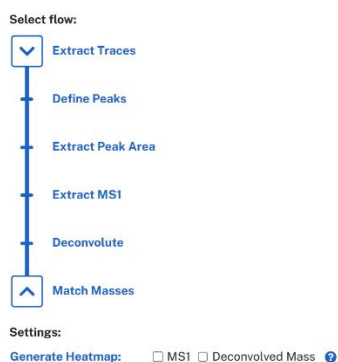 Select flow:
Extract Traces
Define Peaks
Extract Peak Area
Extract MS1
Deconvolute
Match Masses
Settings:
Generate Heatmap: MS1 Deconvolved Mass ?